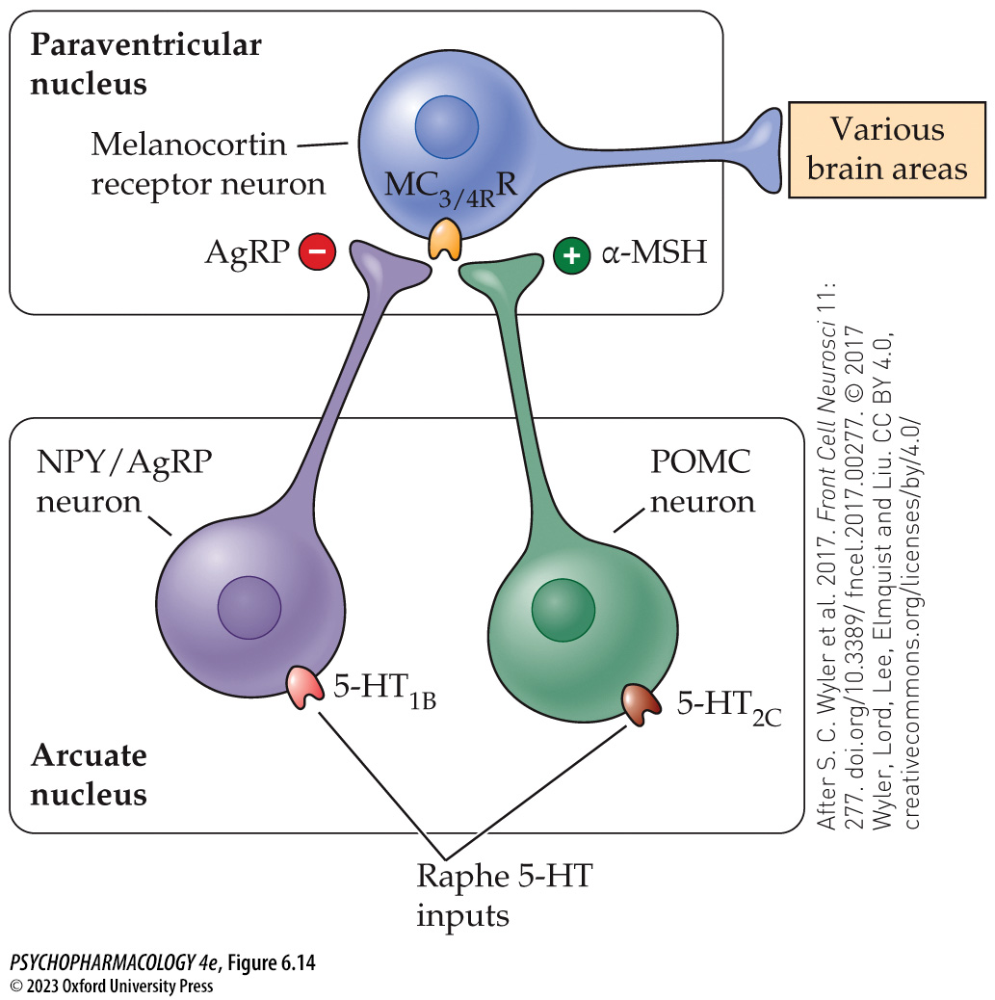 Paraventricular
nucleus
Melanocortin
receptor neuron
MC3/4RR
Various
brain areas
AgRP
−
+
α-MSH
NPY/AgRP
neuron
POMC
neuron
5-HT1B
5-HT2C
Arcuate
nucleus
Raphe 5-HT
inputs
After S. C. Wyler et al. 2017. Front Cell Neurosci 11:
277. doi.org/10.3389/ fncel.2017.00277. © 2017
Wyler, Lord, Lee, Elmquist and Liu. CC BY 4.0,
creativecommons.org/licenses/by/4.0/
PSYCHOPHARMACOLOGY 4e, Figure 6.14
© 2023 Oxford University Press